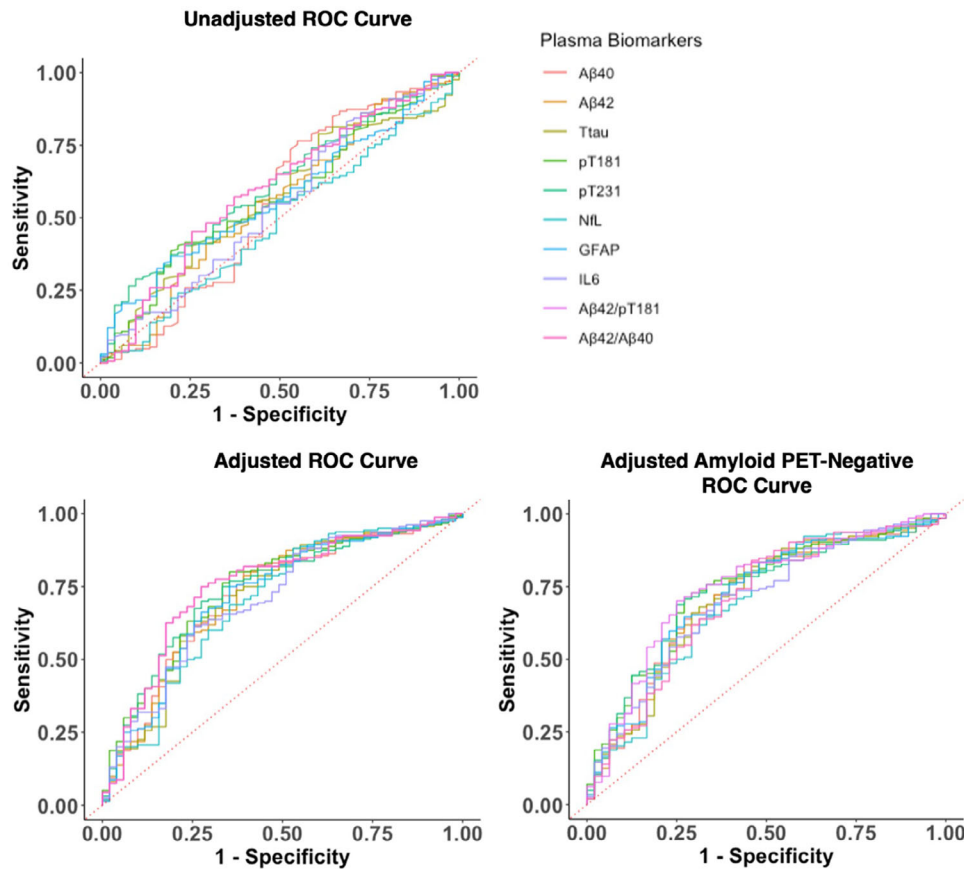 Unadjusted ROC Curve
Plasma Biomarkers
Aβ40
Aβ42
Ttau
pT181
pT231
NfL
GFAP
IL6
Aβ42/pT181
Aβ42/Aβ40
1.00
0.75
0.50
0.25
0.00
Sensitivity
0.00 0.25 0.50 0.75 1.00
1 - Specificity
Adjusted ROC Curve
1.00
0.75
0.50
0.25
0.00
Sensitivity
0.00 0.25 0.50 0.75 1.00
1 - Specificity
Adjusted Amyloid PET-Negative
ROC Curve
1.00
0.75
0.50
0.25
0.00
Sensitivity
0.00 0.25 0.50 0.75 1.00
1 - Specificity